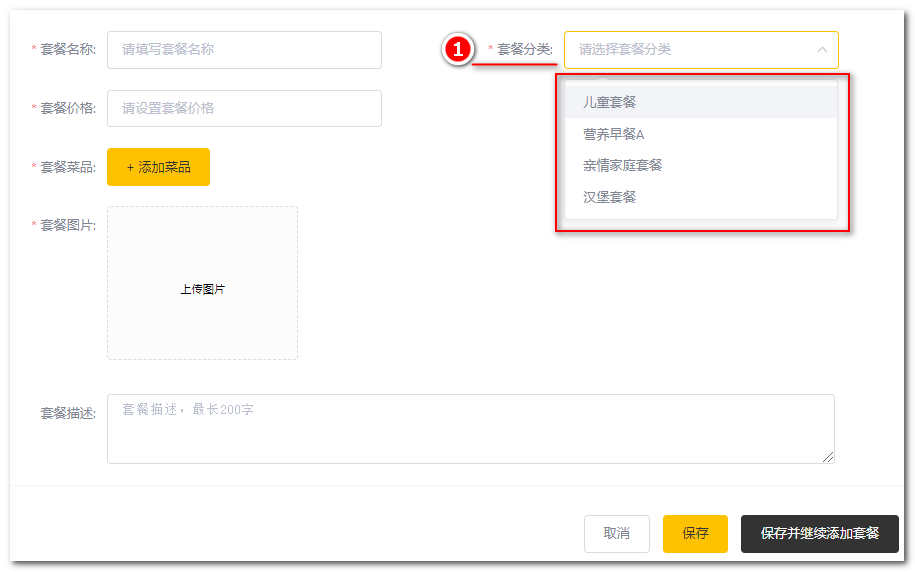 * 套餐名称: 请填写套餐名称
1 * 套餐分类: 请选择套餐分类
儿童套餐
营养早餐A
亲情家庭套餐
汉堡套餐
* 套餐价格: 请设置套餐价格
* 套餐菜品: + 添加菜品
* 套餐图片: 上传图片
套餐描述: 套餐描述，最长200字
取消 保存 保存并继续添加套餐